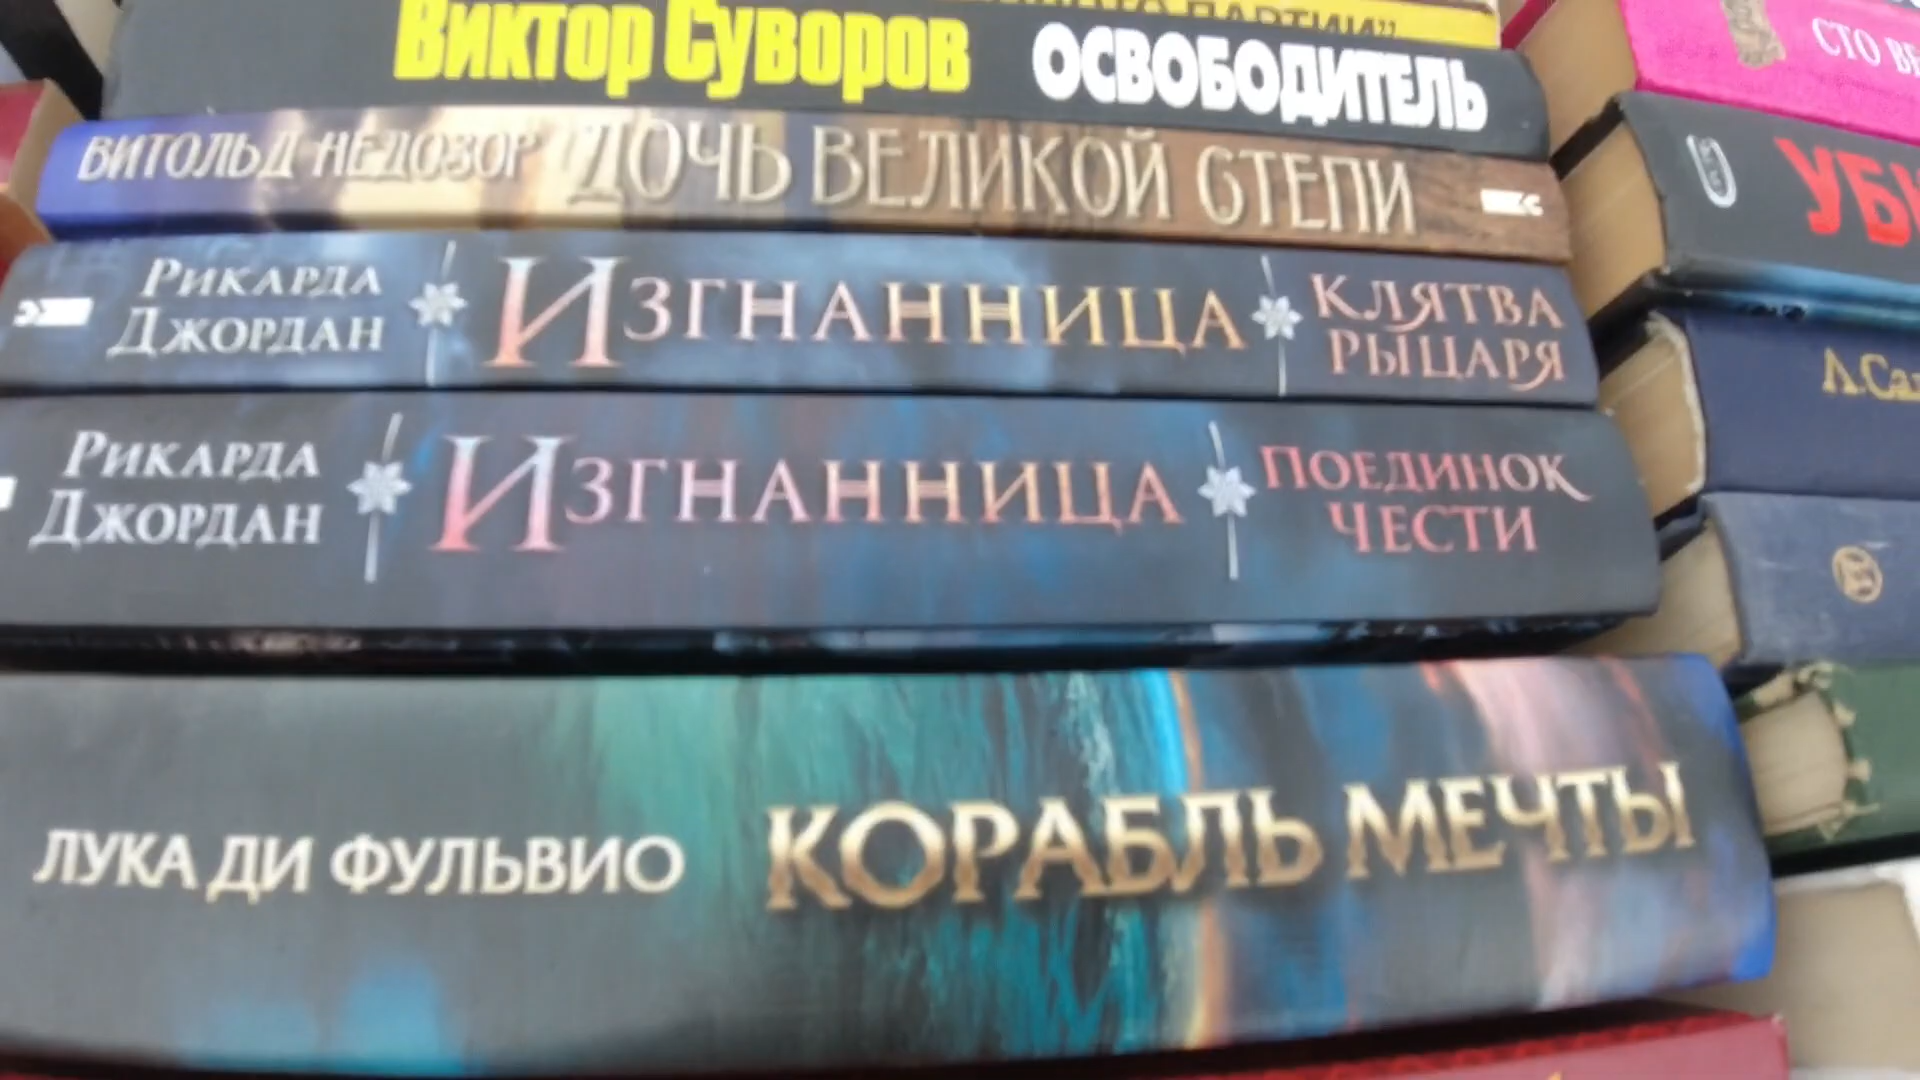 ПАРТИИ"
Виктор Суворов ОСВОБОДИТЕЛЬ
ВИТОЛЬД НЕДОЗОР ДОЧЬ ВЕЛИКОЙ СТЕПИ
РИКАРДА
ДЖОРДАН
ИЗГНАННИЦА
КЛЯТВА
РЫЦАРЯ
РИКАРДА
ДЖОРДАН
ИЗГНАННИЦА
ПОЕДИНОК
ЧЕСТИ
ЛУКА ДИ ФУЛЬВИО КОРАБЛЬ МЕЧТЫ
СТО